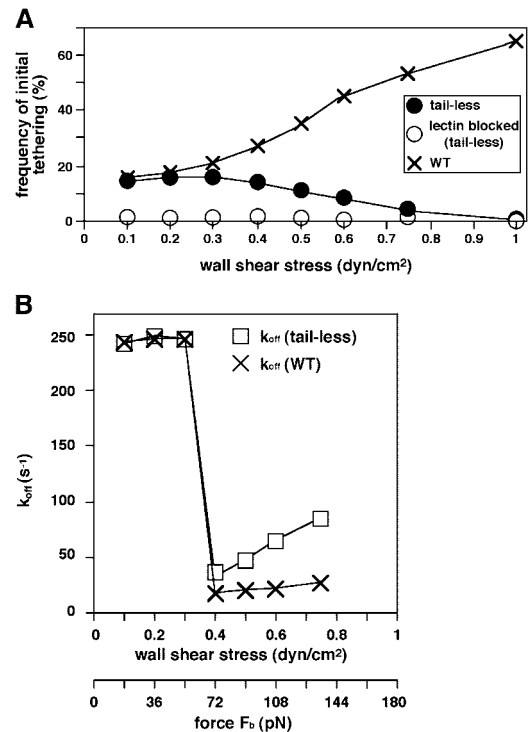 A
frequency of initial
tethering (%)
60
40
20
0
0 0.1 0.2 0.3 0.4 0.5 0.6 0.7 0.8 0.9 1
wall shear stress (dyn/cm²)
tail-less
lectin blocked
(tail-less)
WT
B
koff (s⁻¹)
250
200
150
100
50
0
koff (tail-less)
koff (WT)
0 0.2 0.4 0.6 0.8 1
wall shear stress (dyn/cm²)
0 36 72 108 144 180
force Fb (pN)